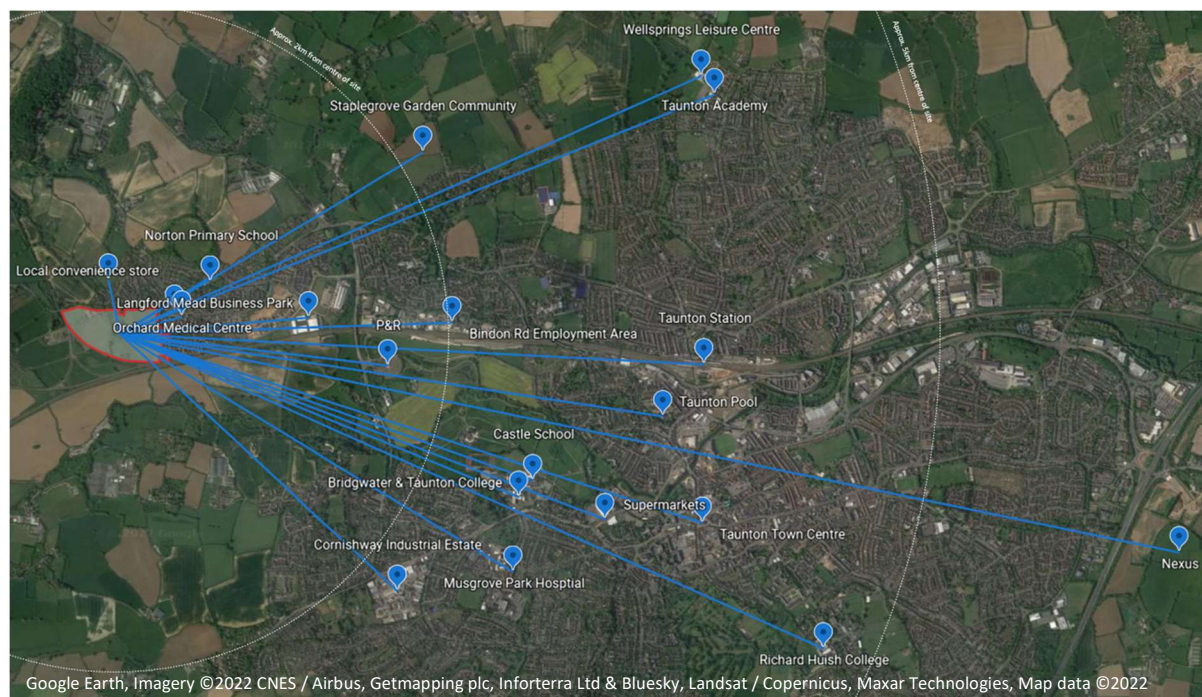 Wellsprings Leisure Centre
Approx. 2km from centre of site
Approx. 5km from centre of site
Staplegrove Garden Community
Taunton Academy
Norton Primary School
Local convenience store
Langford Mead Business Park
Orchard Medical Centre
P&R
Bindon Rd Employment Area
Taunton Station
Taunton Pool
Castle School
Bridgwater & Taunton College
Supermarkets
Taunton Town Centre
Cornishway Industrial Estate
Musgrove Park Hosptial
Nexus
Richard Huish College
Google Earth, Imagery ©2022 CNES / Airbus, Getmapping plc, Inforterra Ltd & Bluesky, Landsat / Copernicus, Maxar Technologies, Map data ©2022